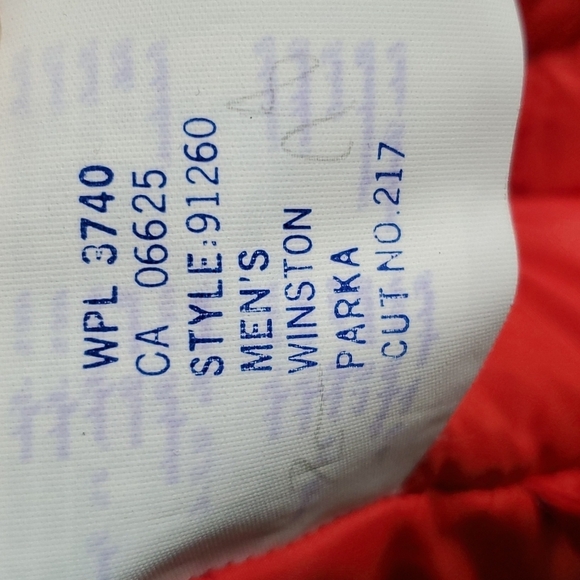 WPL 3740
CA 06625
STYLE:91260
MEN'S
WINSTON
PARKA
CUT NO.217